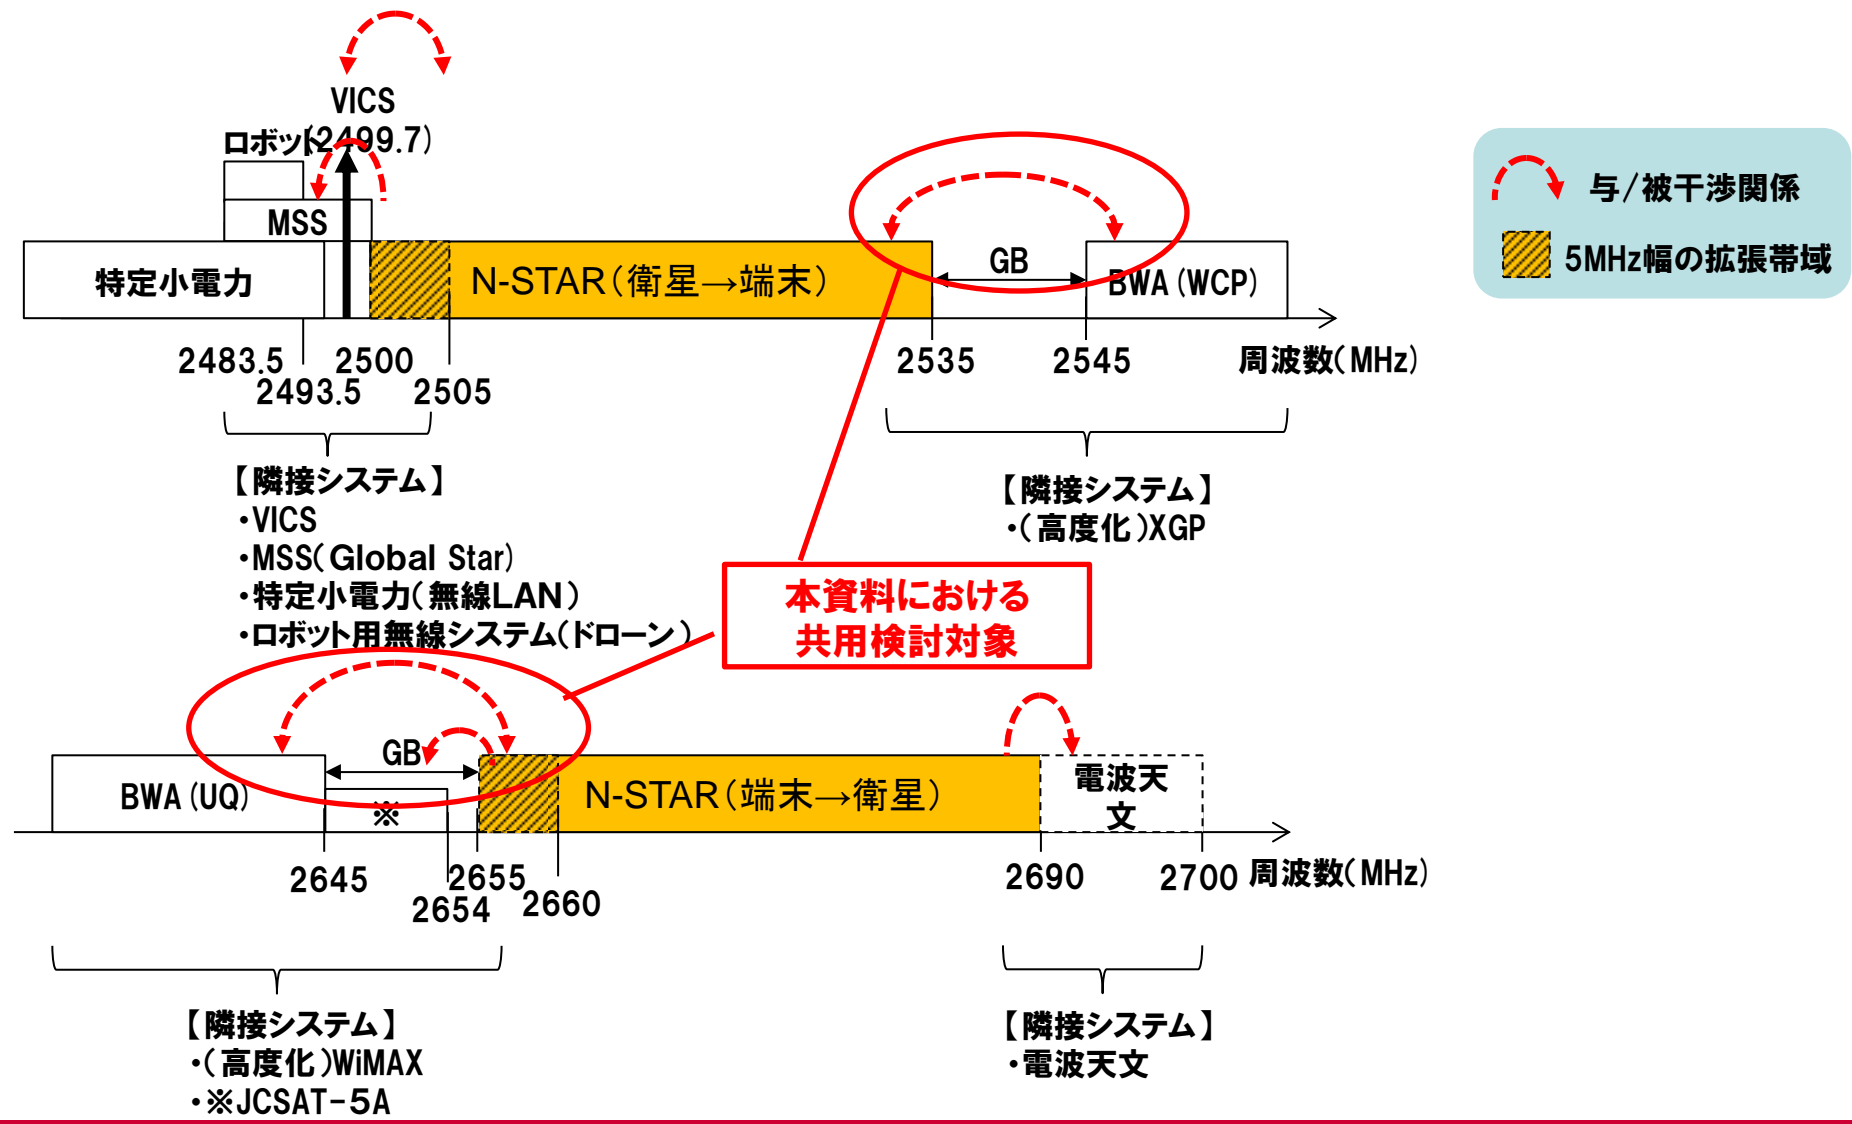 VICS
(2499.7)
ロボット
MSS
特定小電力
N-STAR(衛星→端末)
GB
BWA(WCP)
2483.5
2493.5
2500
2505
2535
2545
周波数(MHz)
与/被干渉関係
5MHz幅の拡張帯域
【隣接システム】
・VICS
・MSS(Global Star)
・特定小電力(無線LAN)
・ロボット用無線システム(ドローン)
【隣接システム】
・(高度化)XGP
本資料における
共用検討対象
BWA(UQ)
GB
※
N-STAR(端末→衛星)
電波天
文
2645
2654
2655
2660
2690
2700
周波数(MHz)
【隣接システム】
・(高度化)WiMAX
・※JCSAT-5A
【隣接システム】
・電波天文